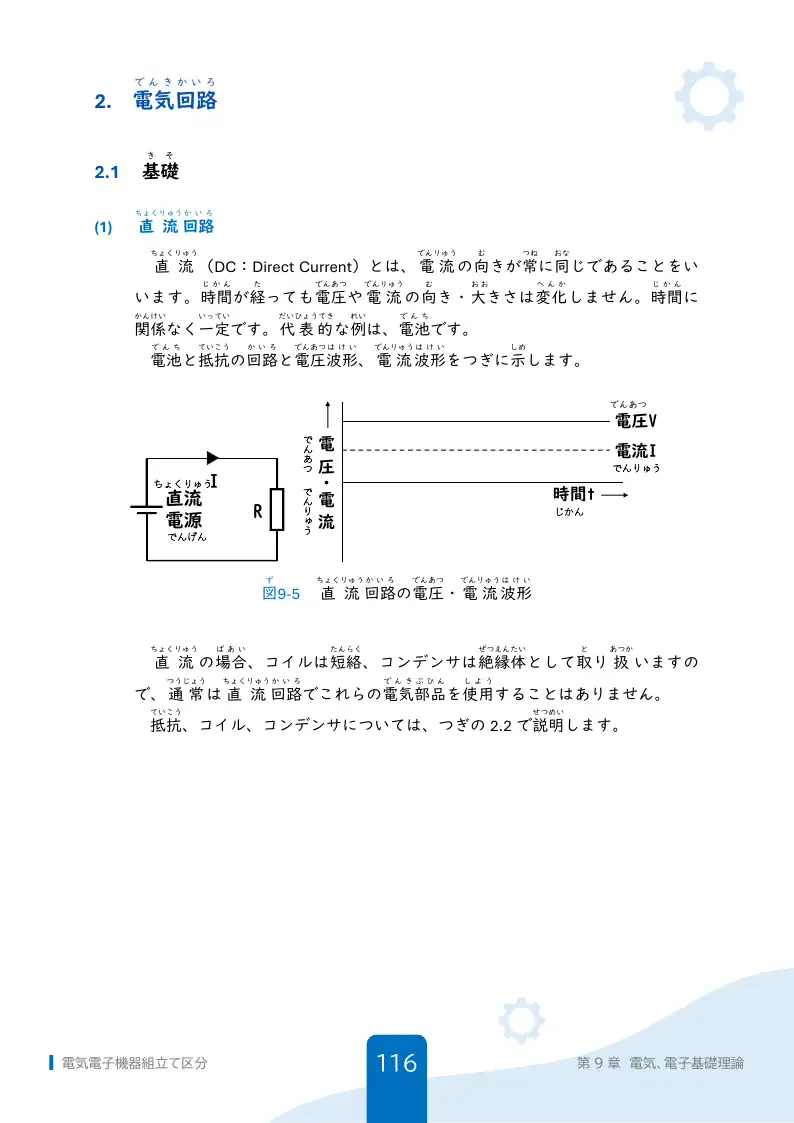 でんきかいろ
2. 電気回路
きそ
2.1 基礎
ちょくりゅうかいろ
(1) 直流回路
ちょくりゅう でんりゅう む つね おな
直流（DC：Direct Current）とは、電流の向きが常に同じであることをい
じかん た でんあつ でんりゅう む おお へんか じかん
います。時間が経っても電圧や電流の向き・大きさは変化しません。時間に
かんけい いってい だいひょうてき れい でんち
関係なく一定です。代表的な例は、電池です。
でんち ていこう かいろ でんあつはけい でんりゅうはけい しめ
電池と抵抗の回路と電圧波形、電流波形をつぎに示します。
ちょくりゅう I
直流
電源
でんげん
R
でんあつ でんりゅう
電圧・電流
でんあつ
電圧V
電流I
でんりゅう
時間t
じかん
ず ちょくりゅうかいろ でんあつ でんりゅうはけい
図9-5 直流回路の電圧・電流波形
ちょくりゅう ばあい たんらく ぜつえんたい と あつか
直流の場合、コイルは短絡、コンデンサは絶縁体として取り扱いますの
つうじょう ちょくりゅうかいろ でんきぶひん しよう
で、通常は直流回路でこれらの電気部品を使用することはありません。
ていこう せつめい
抵抗、コイル、コンデンサについては、つぎの 2.2 で説明します。
電気電子機器組立て区分
116
第 9 章 電気、電子基礎理論